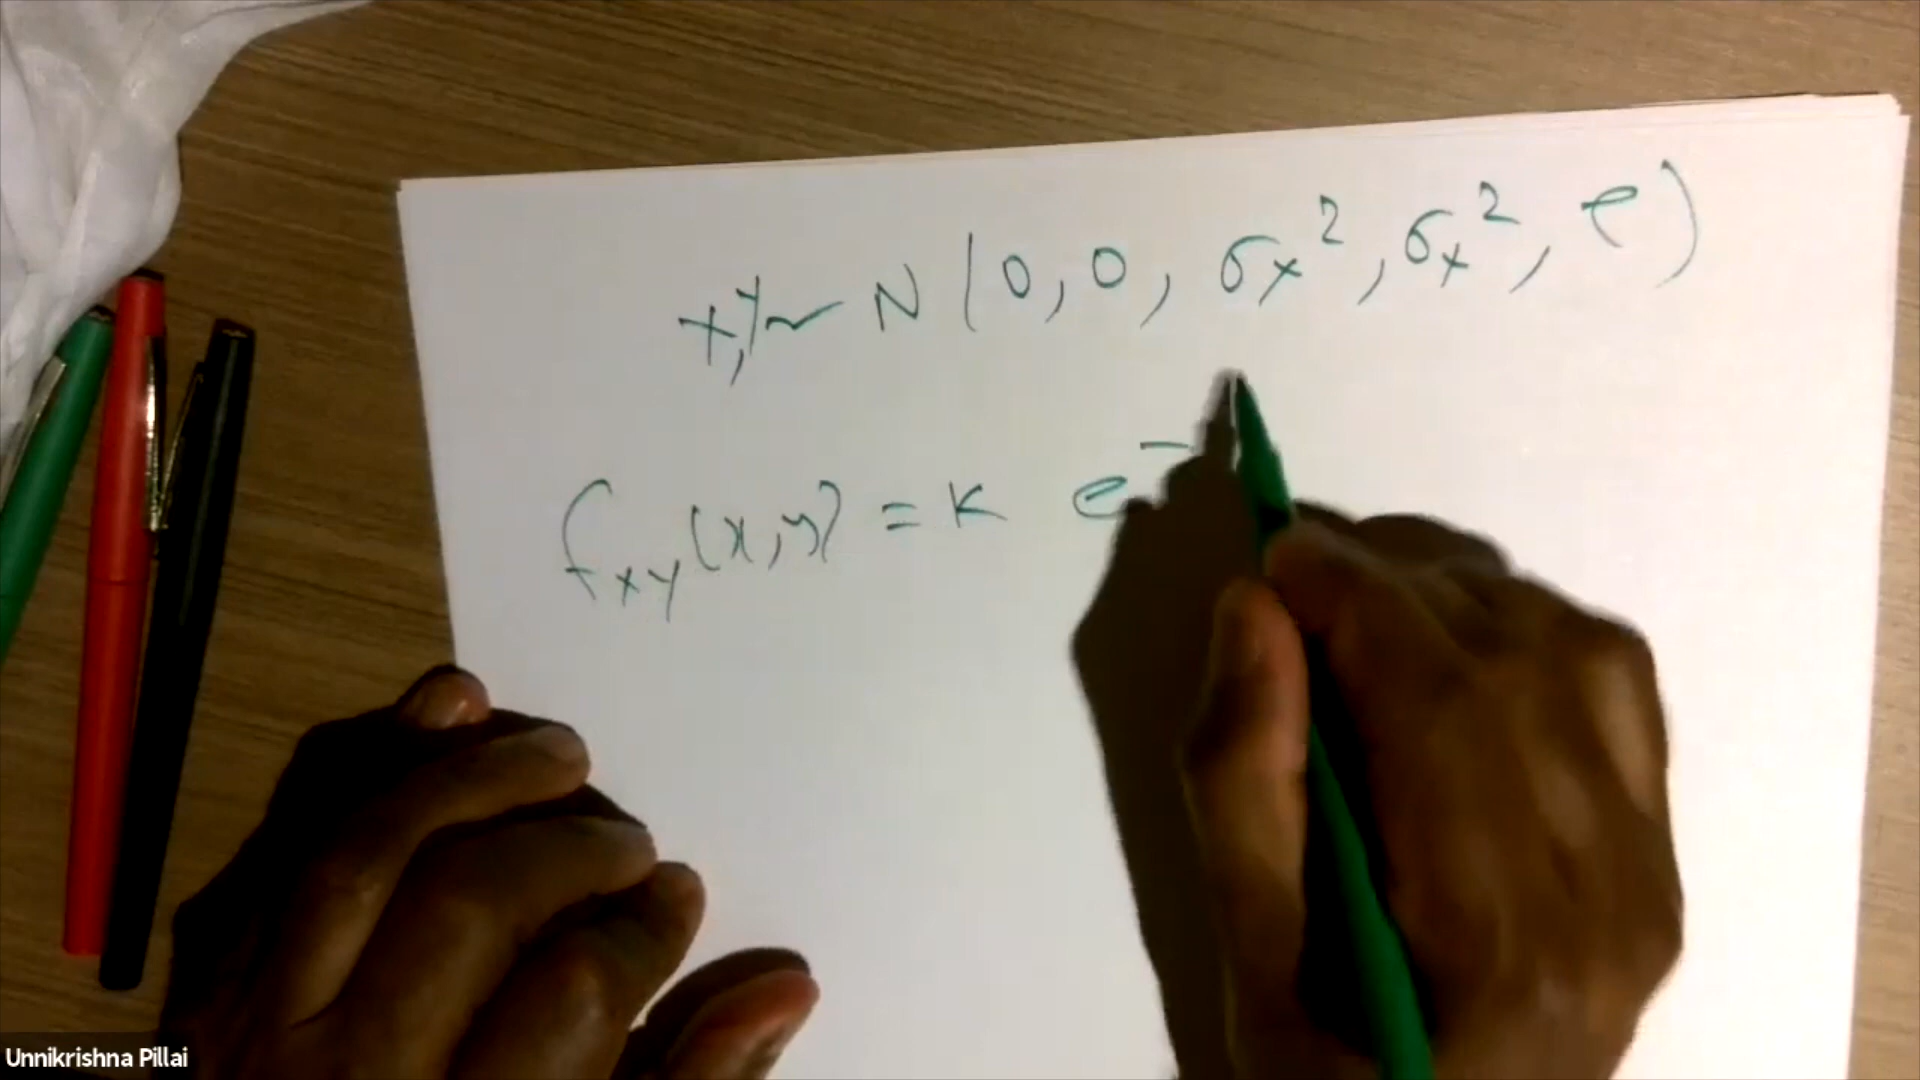 x,y ~ N(0, 0, σx², σx², ρ)
fxy(x,y) = K e⁻
Unnikrishna Pillai